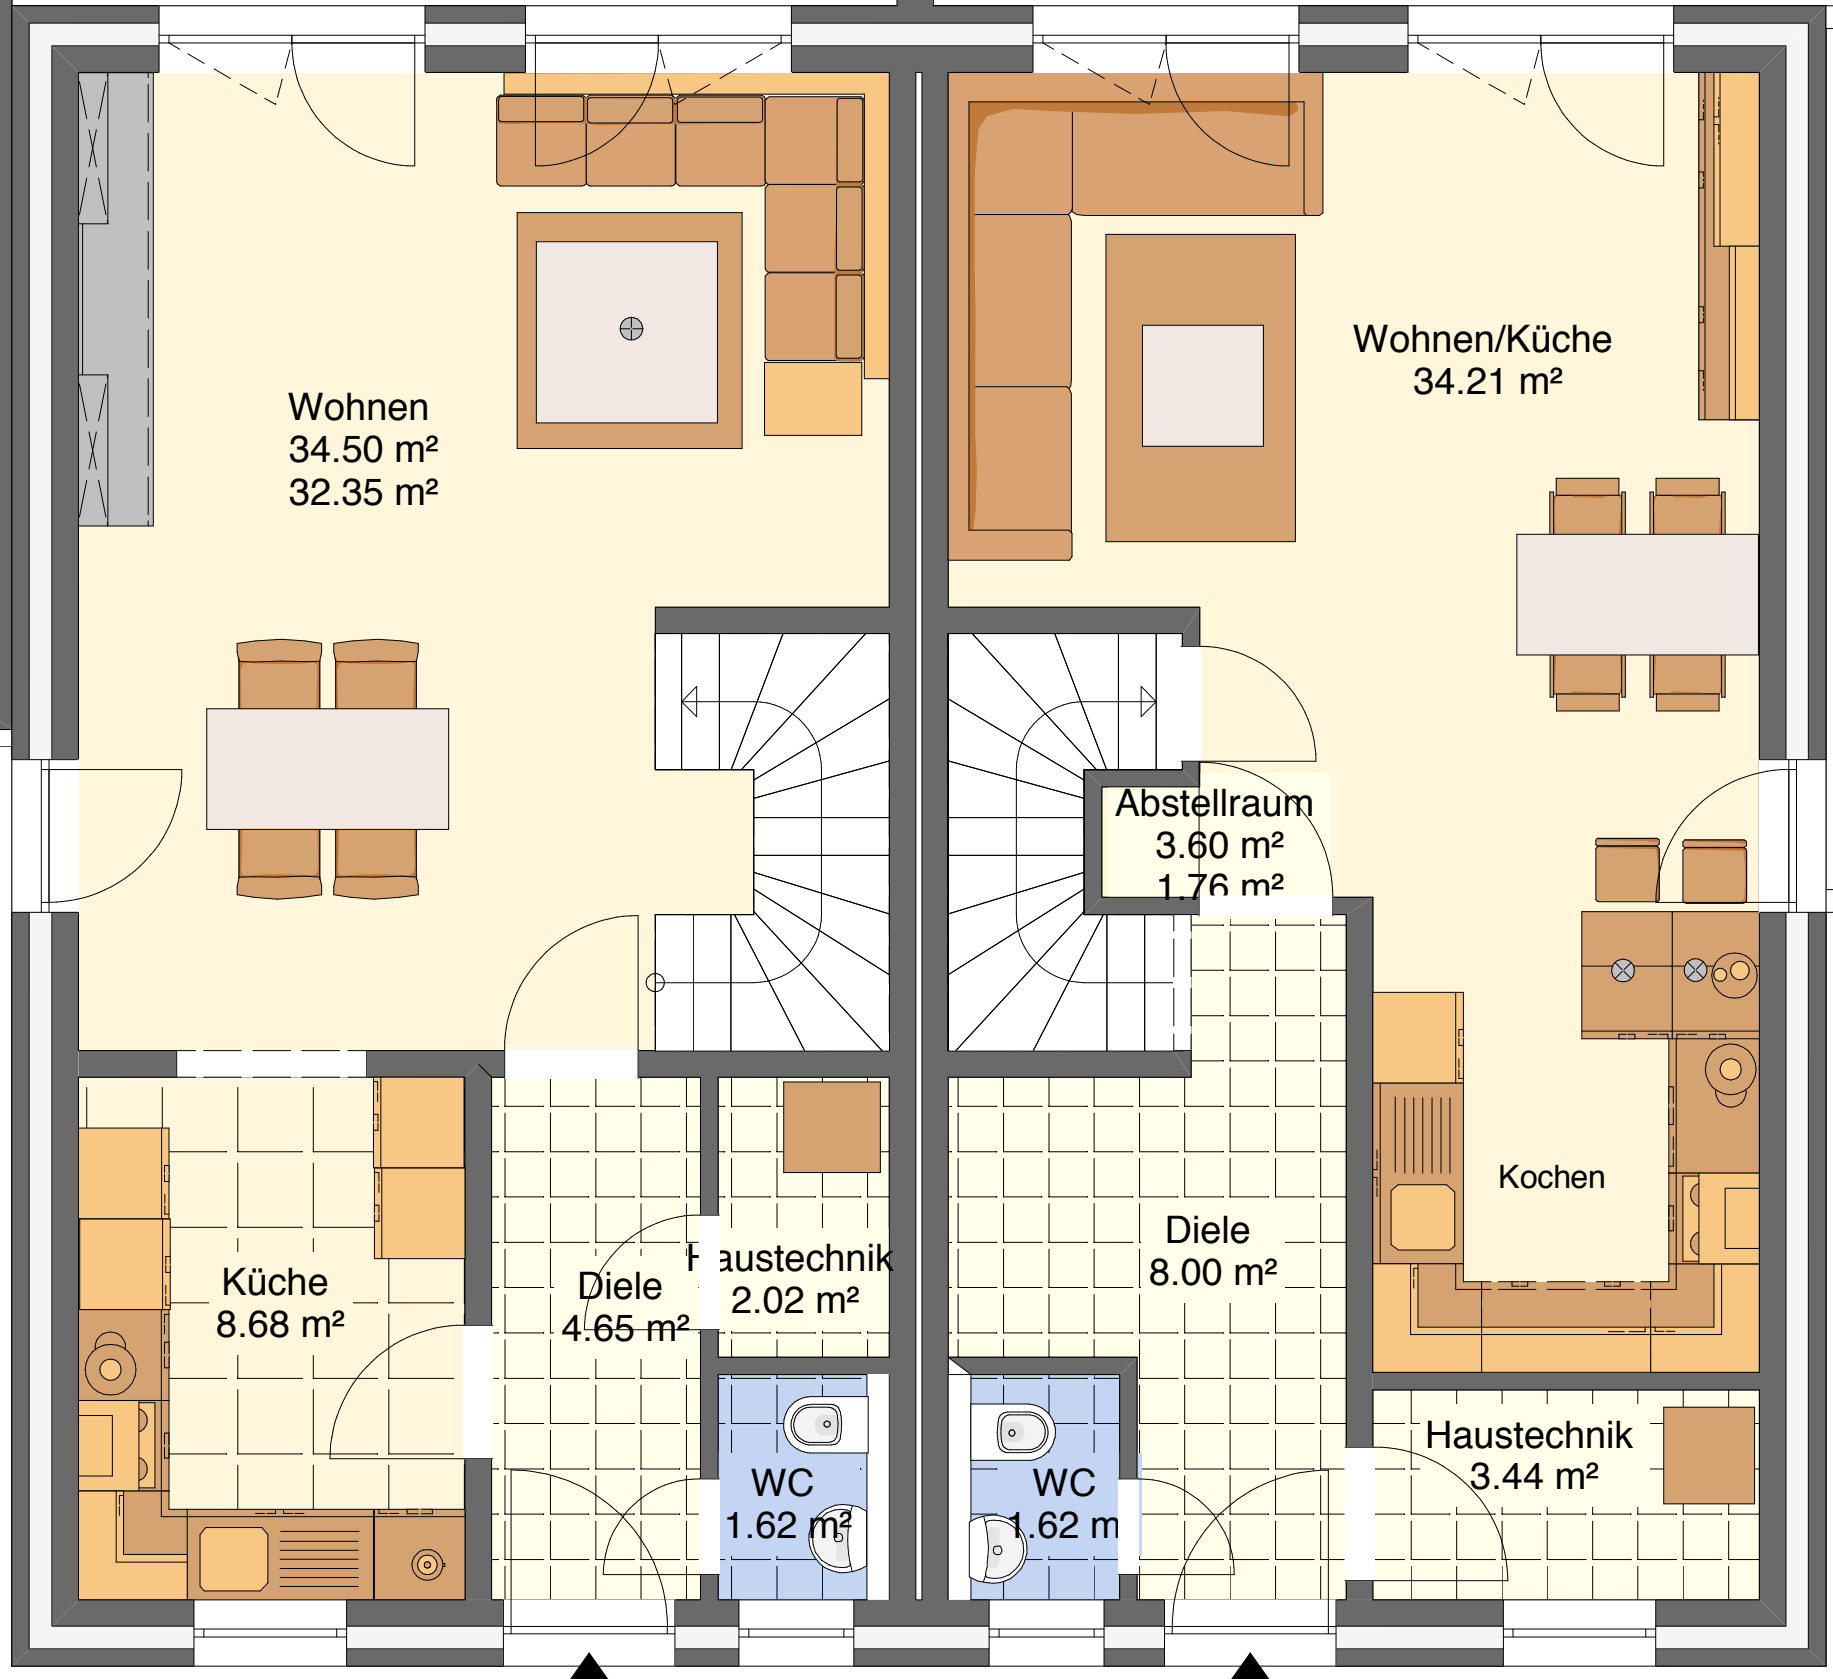 Wohnen
34.50 m²
32.35 m²
Wohnen/Küche
34.21 m²
Abstellraum
3.60 m²
1.76 m²
Kochen
Küche
8.68 m²
Diele
4.65 m²
Haustechnik
2.02 m²
Diele
8.00 m²
WC
1.62 m²
WC
1.62 m
Haustechnik
3.44 m²